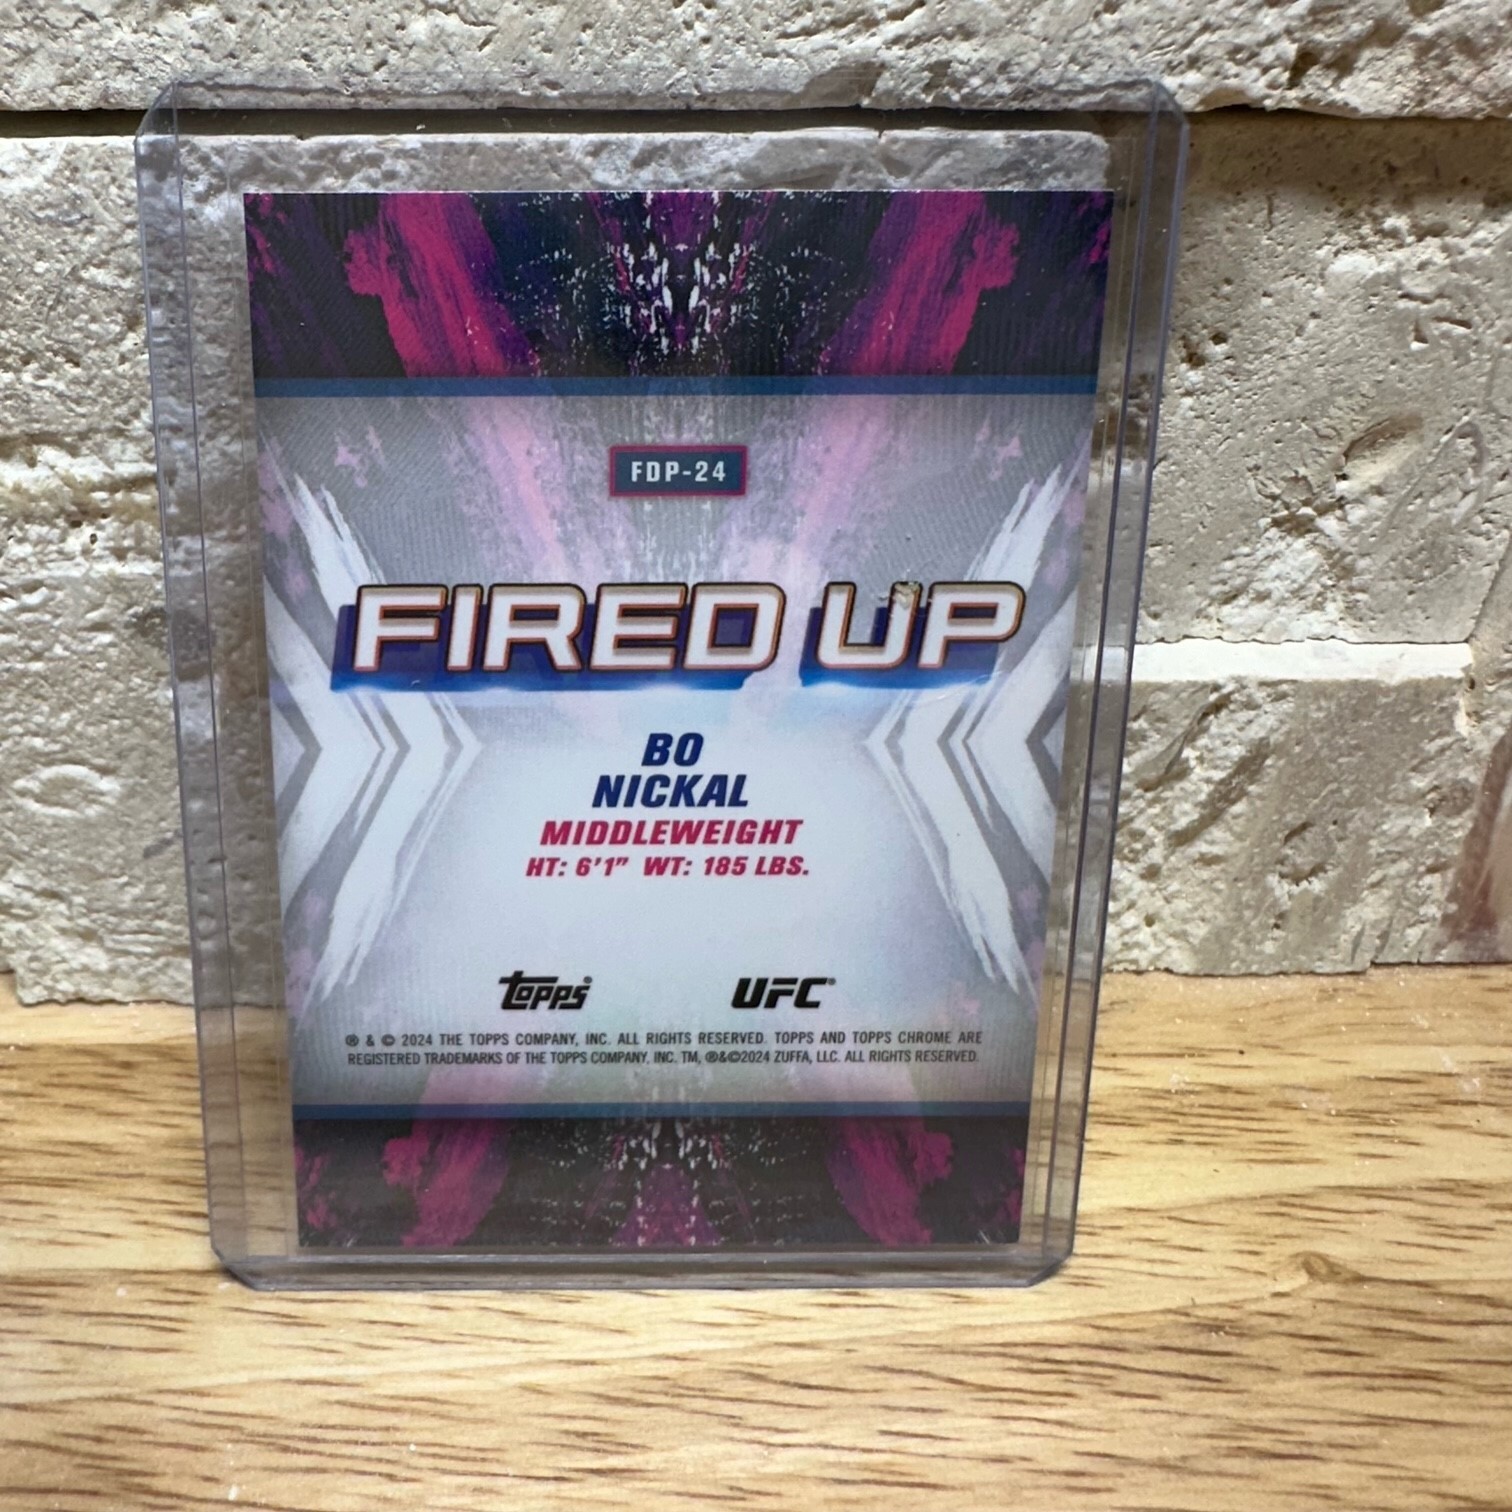 FDP-24
FIRED UP
BO
NICKAL
MIDDLEWEIGHT
HT: 6'1" WT: 185 LBS.
topps® UFC®
® & © 2024 THE TOPPS COMPANY, INC. ALL RIGHTS RESERVED. TOPPS AND TOPPS CHROME ARE
REGISTERED TRADEMARKS OF THE TOPPS COMPANY, INC. TM, ®&©2024 ZUFFA, LLC. ALL RIGHTS RESERVED.